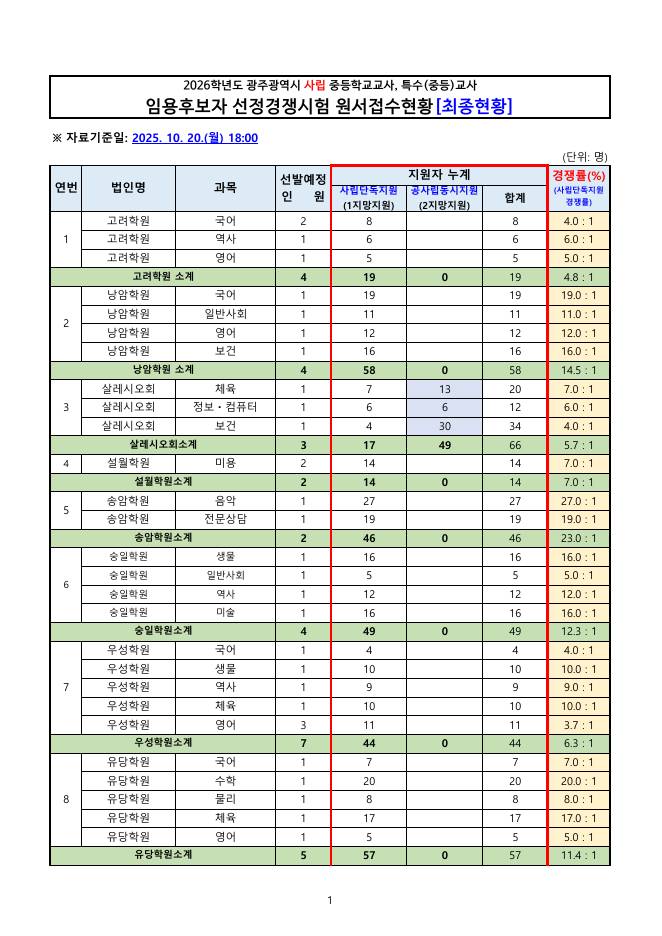 2026학년도 광주광역시 사립 중등학교교사, 특수(중등)교사
임용후보자 선정경쟁시험 원서접수현황[최종현황]
※ 자료기준일: 2025. 10. 20.(월) 18:00
(단위: 명)
연번 법인명 과목 선발예정 인 원 지원자 누계 경쟁률(%)
사립단독지원 (1지망지원) 공사립동시지원 (2지망지원) 합계 (사립단독지원 경쟁률)
1 고려학원 국어 2 8 8 4.0 : 1
고려학원 역사 1 6 6 6.0 : 1
고려학원 영어 1 5 5 5.0 : 1
고려학원 소계 4 19 0 19 4.8 : 1
2 낭암학원 국어 1 19 19 19.0 : 1
낭암학원 일반사회 1 11 11 11.0 : 1
낭암학원 영어 1 12 12 12.0 : 1
낭암학원 보건 1 16 16 16.0 : 1
낭암학원 소계 4 58 0 58 14.5 : 1
3 살레시오회 체육 1 7 13 20 7.0 : 1
살레시오회 정보・컴퓨터 1 6 6 12 6.0 : 1
살레시오회 보건 1 4 30 34 4.0 : 1
살레시오회소계 3 17 49 66 5.7 : 1
4 설월학원 미용 2 14 14 7.0 : 1
설월학원소계 2 14 0 14 7.0 : 1
5 송암학원 음악 1 27 27 27.0 : 1
송암학원 전문상담 1 19 19 19.0 : 1
송암학원소계 2 46 0 46 23.0 : 1
6 숭일학원 생물 1 16 16 16.0 : 1
숭일학원 일반사회 1 5 5 5.0 : 1
숭일학원 역사 1 12 12 12.0 : 1
숭일학원 미술 1 16 16 16.0 : 1
숭일학원소계 4 49 0 49 12.3 : 1
7 우성학원 국어 1 4 4 4.0 : 1
우성학원 생물 1 10 10 10.0 : 1
우성학원 역사 1 9 9 9.0 : 1
우성학원 체육 1 10 10 10.0 : 1
우성학원 영어 3 11 11 3.7 : 1
우성학원소계 7 44 0 44 6.3 : 1
8 유당학원 국어 1 7 7 7.0 : 1
유당학원 수학 1 20 20 20.0 : 1
유당학원 물리 1 8 8 8.0 : 1
유당학원 체육 1 17 17 17.0 : 1
유당학원 영어 1 5 5 5.0 : 1
유당학원소계 5 57 0 57 11.4 : 1
1